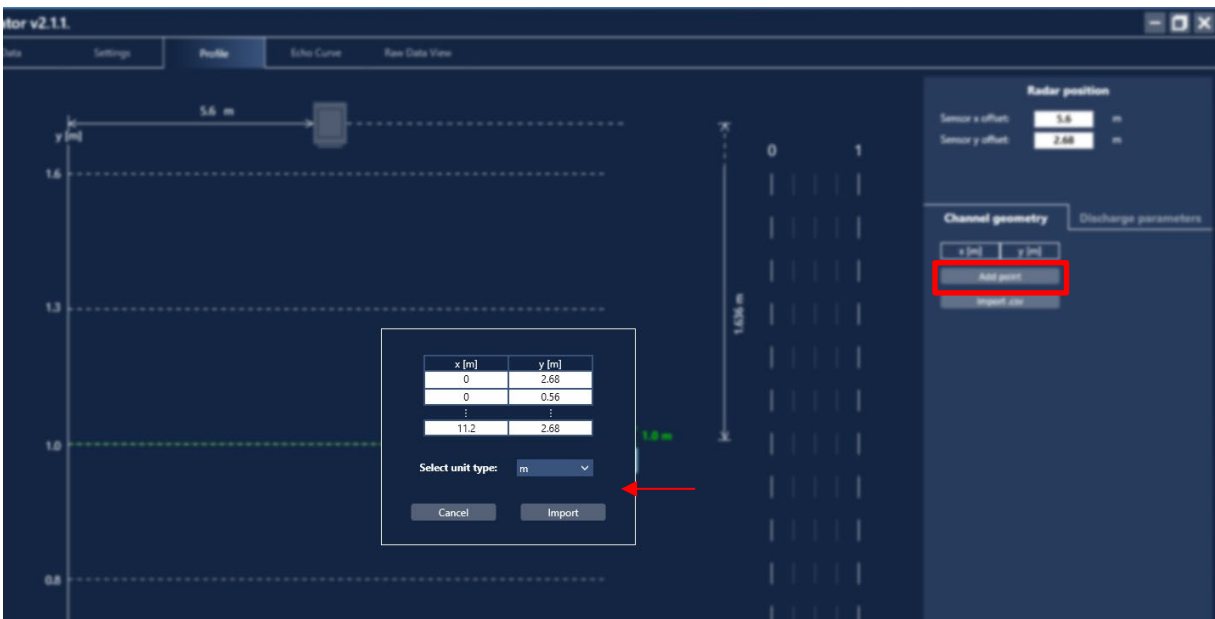 ator v2.1.1.
Data Settings Profile Echo Curve Raw Data View
Radar position
5.6 m
Sensor x offset: 5.6 m
Sensor y offset: 2.68 m
y [m]
0 1
1.6
Channel geometry Discharge parameters
x [m] y [m]
Add point
Import .csv
1.3
1.636 m
x [m] y [m]
0 2.68
0 0.56
⋮ ⋮
11.2 2.68
1.0 m
1.0
Select unit type: m
Cancel Import
0.8